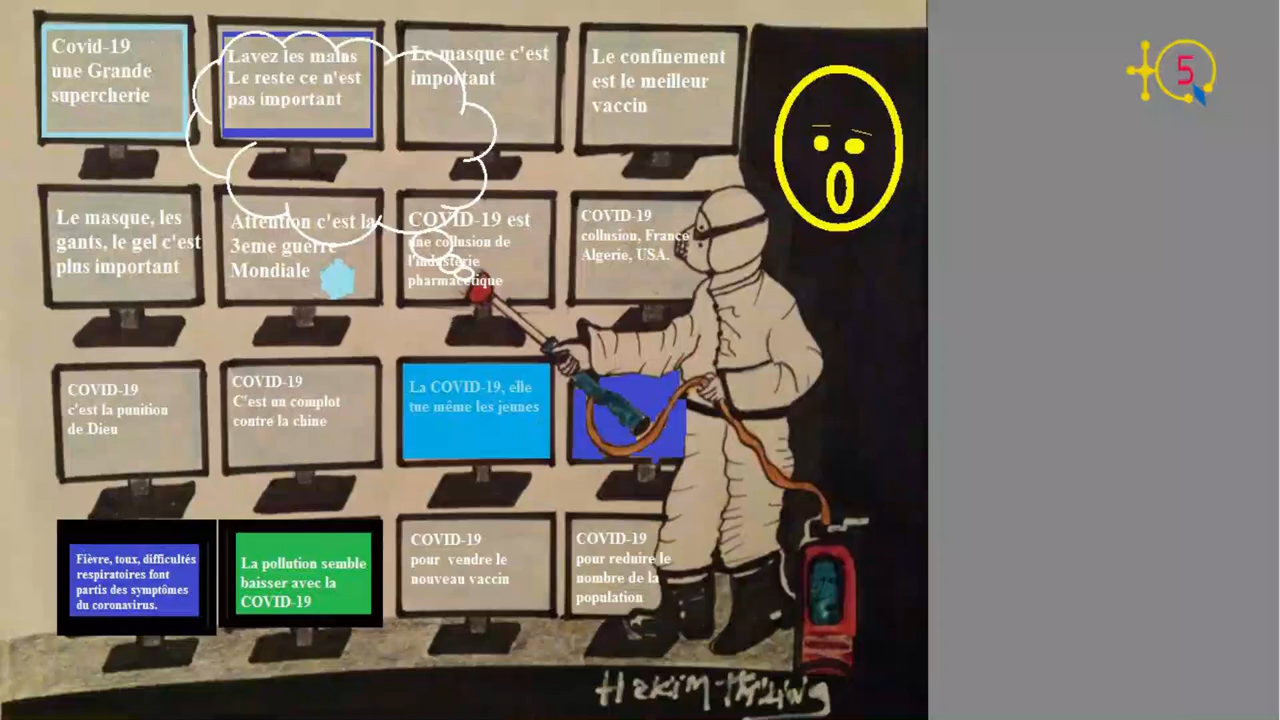 Covid-19
une Grande
supercherie
Lavez les mains
Le reste ce n'est
pas important
Le masque c'est
important
Le confinement
est le meilleur
vaccin
5
Le masque, les
gants, le gel c'est
plus important
Attention c'est la
3eme guerre
Mondiale
COVID-19 est
une collusion de
l'industerie
pharmacetique
COVID-19
collusion, France
Algerie, USA.
COVID-19
c'est la punition
de Dieu
COVID-19
C'est un complot
contre la chine
La COVID-19, elle
tue même les jeunes
Fièvre, toux, difficultés
respiratoires font
partis des symptômes
du coronavirus.
La pollution semble
baisser avec la
COVID-19
COVID-19
pour vendre le
nouveau vaccin
COVID-19
pour reduire le
nombre de la
population